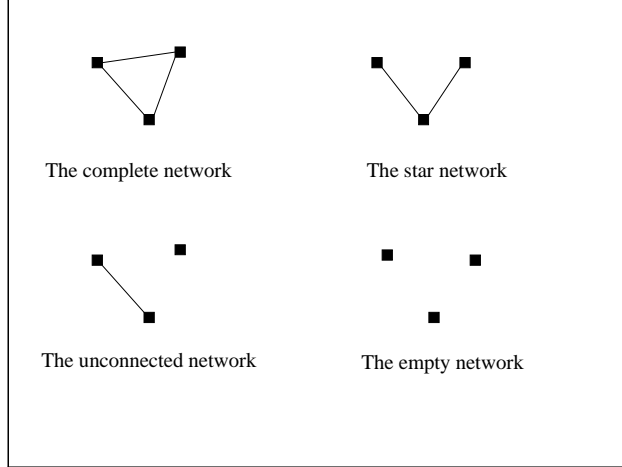 The complete network
The star network
The unconnected network
The empty network